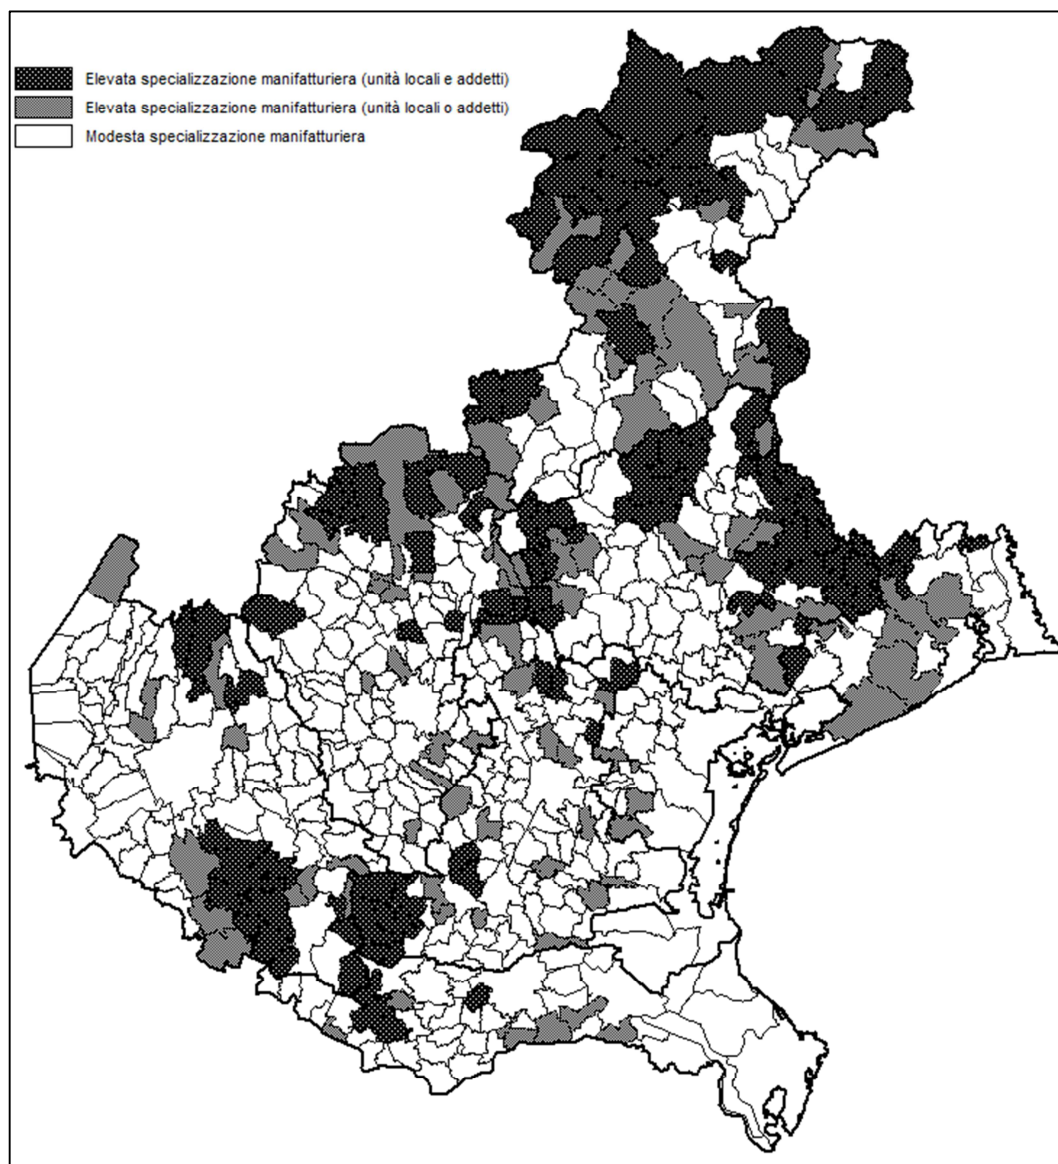 Elevata specializzazione manifatturiera (unità locali e addetti)
Elevata specializzazione manifatturiera (unità locali o addetti)
Modesta specializzazione manifatturiera